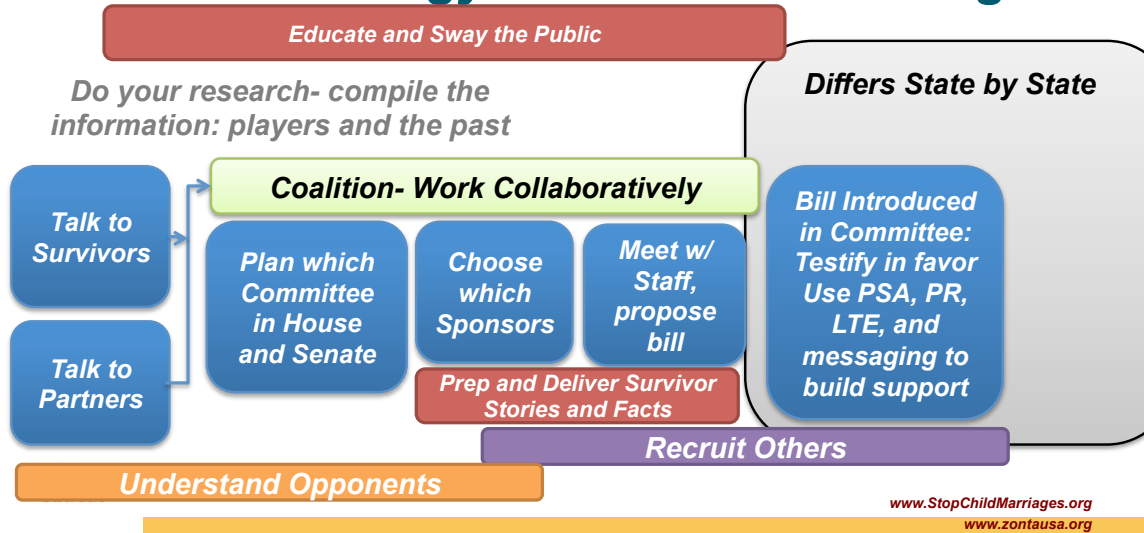 Educate and Sway the Public
Differs State by State
Do your research- compile the
information: players and the past
Coalition- Work Collaboratively
Talk to
Survivors
Talk to
Partners
Plan which
Committee
in House
and Senate
Choose
which
Sponsors
Meet w/
Staff,
propose
bill
Bill Introduced
in Committee:
Testify in favor
Use PSA, PR,
LTE, and
messaging to
build support
Prep and Deliver Survivor
Stories and Facts
Recruit Others
Understand Opponents
www.StopChildMarriages.org
www.zontausa.org